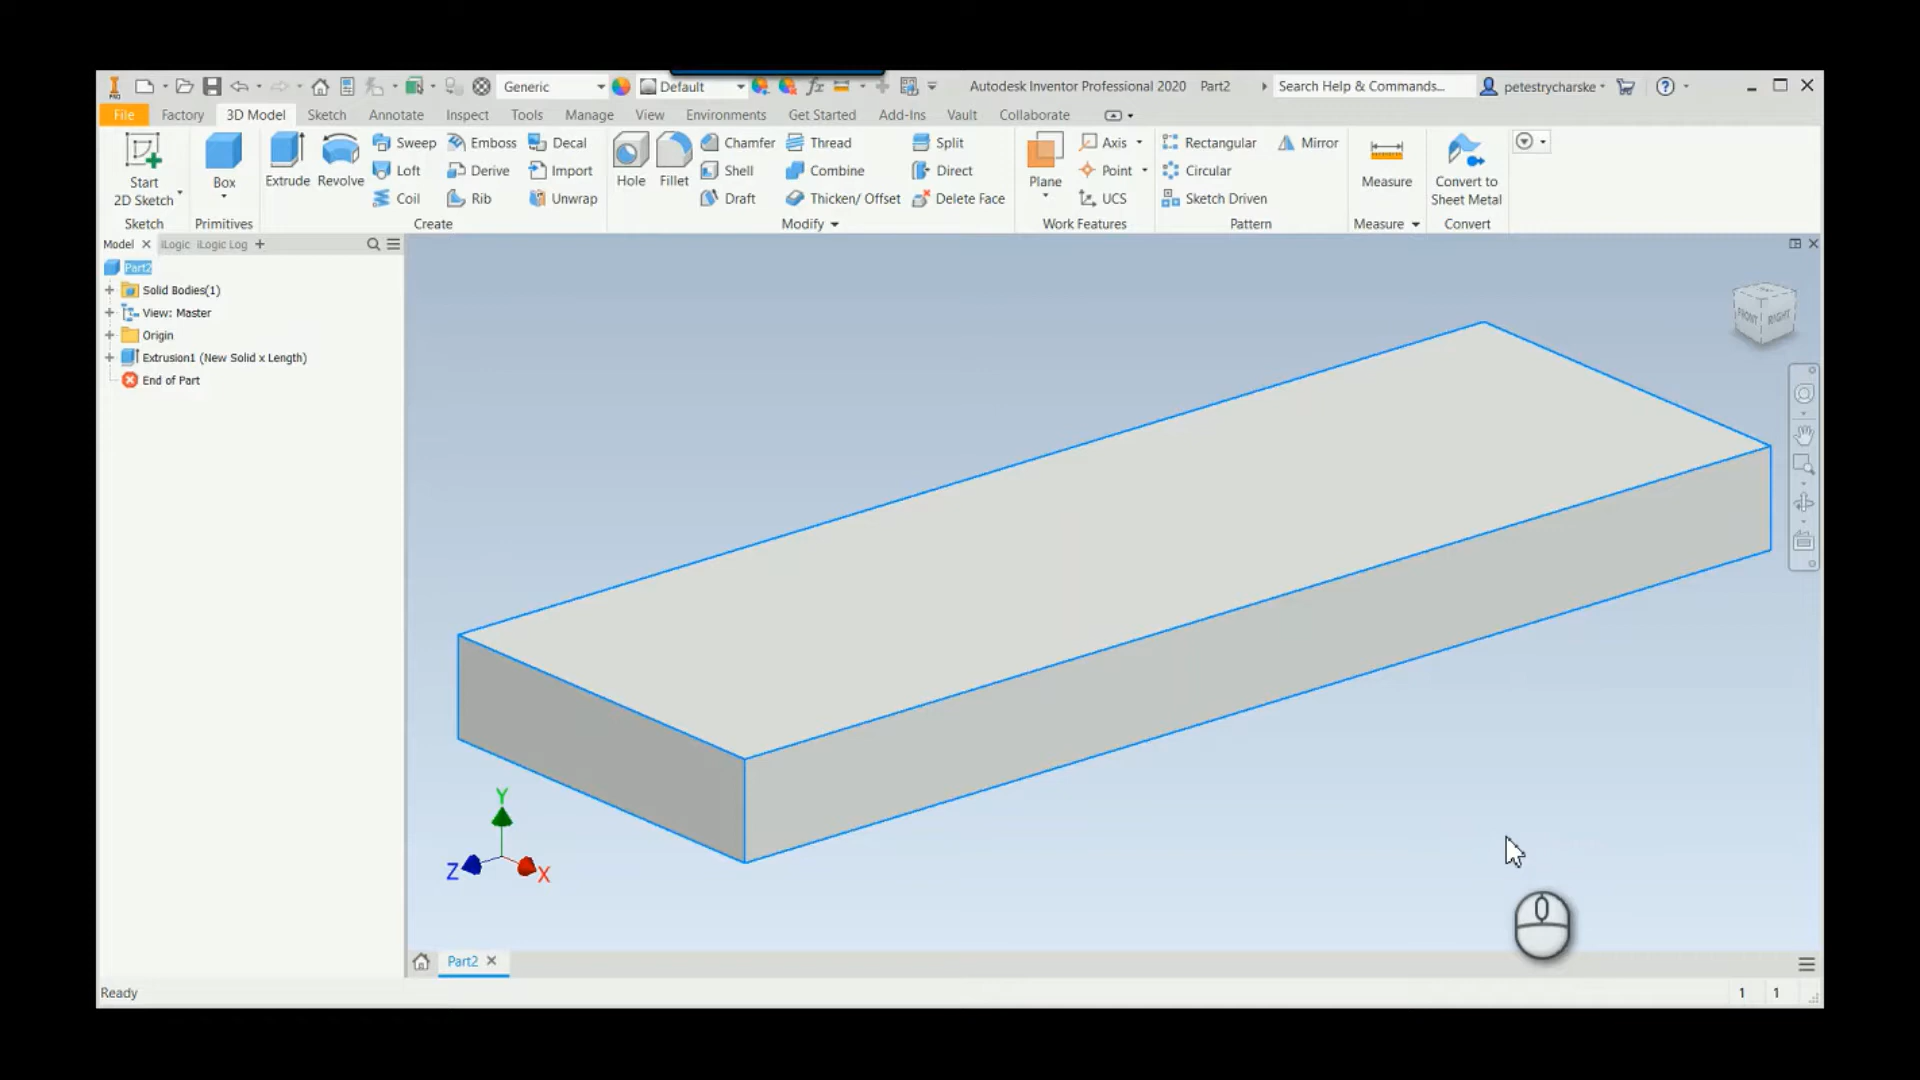 Generic
Default
Autodesk Inventor Professional 2020 Part2
Search Help & Commands...
petestrycharske
File Factory 3D Model Sketch Annotate Inspect Tools Manage View Environments Get Started Add-Ins Vault Collaborate
Start
2D Sketch
Sketch
Box
Primitives
Extrude
Revolve
Sweep Emboss Decal
Loft Derive Import
Coil Rib Unwrap
Create
Hole
Fillet
Chamfer Thread Split
Shell Combine Direct
Draft Thicken/ Offset Delete Face
Modify
Plane
Axis
Point
UCS
Work Features
Rectangular Mirror
Circular
Sketch Driven
Pattern
Measure
Measure
Convert to
Sheet Metal
Convert
Model iLogic iLogic Log
Part2
Solid Bodies(1)
View: Master
Origin
Extrusion1 (New Solid x Length)
End of Part
FRONT RIGHT
Y
Z X
Part2
Ready 1 1